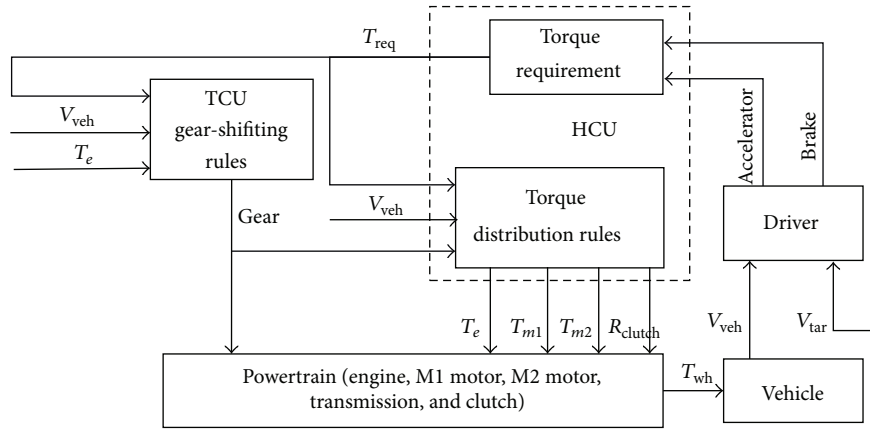 T_req
Torque
requirement
TCU
gear-shifiting
rules
V_veh
T_e
HCU
Accelerator
Brake
Gear
V_veh
Torque
distribution rules
Driver
T_e
T_m1
T_m2
R_clutch
V_veh
V_tar
Powertrain (engine, M1 motor, M2 motor,
transmission, and clutch)
T_wh
Vehicle